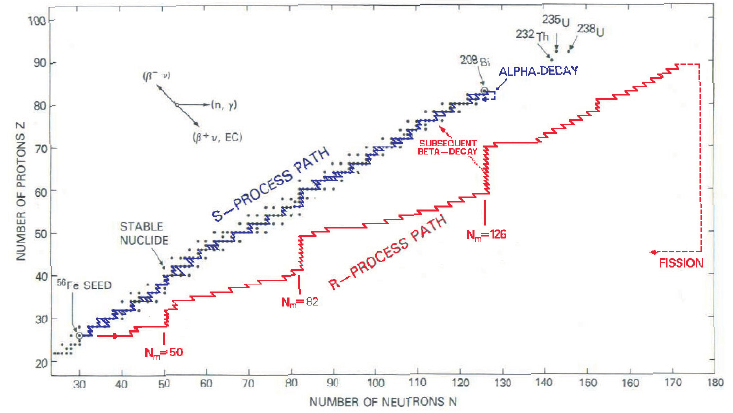 100
90
80
70
60
50
40
30
20
NUMBER OF PROTONS Z
30
40
50
60
70
80
90
100
110
120
130
140
150
160
170
180
NUMBER OF NEUTRONS N
(β⁻ ν)
(n, γ)
(β⁺ ν, EC)
S-PROCESS PATH
STABLE
NUCLIDE
⁵⁶Fe SEED
²⁰⁹Bi
ALPHA-DECAY
²³²Th
²³⁵U
²³⁸U
SUBSEQUENT
BETA-DECAY
R-PROCESS PATH
Nₘ=50
Nₘ=82
Nₘ=126
FISSION